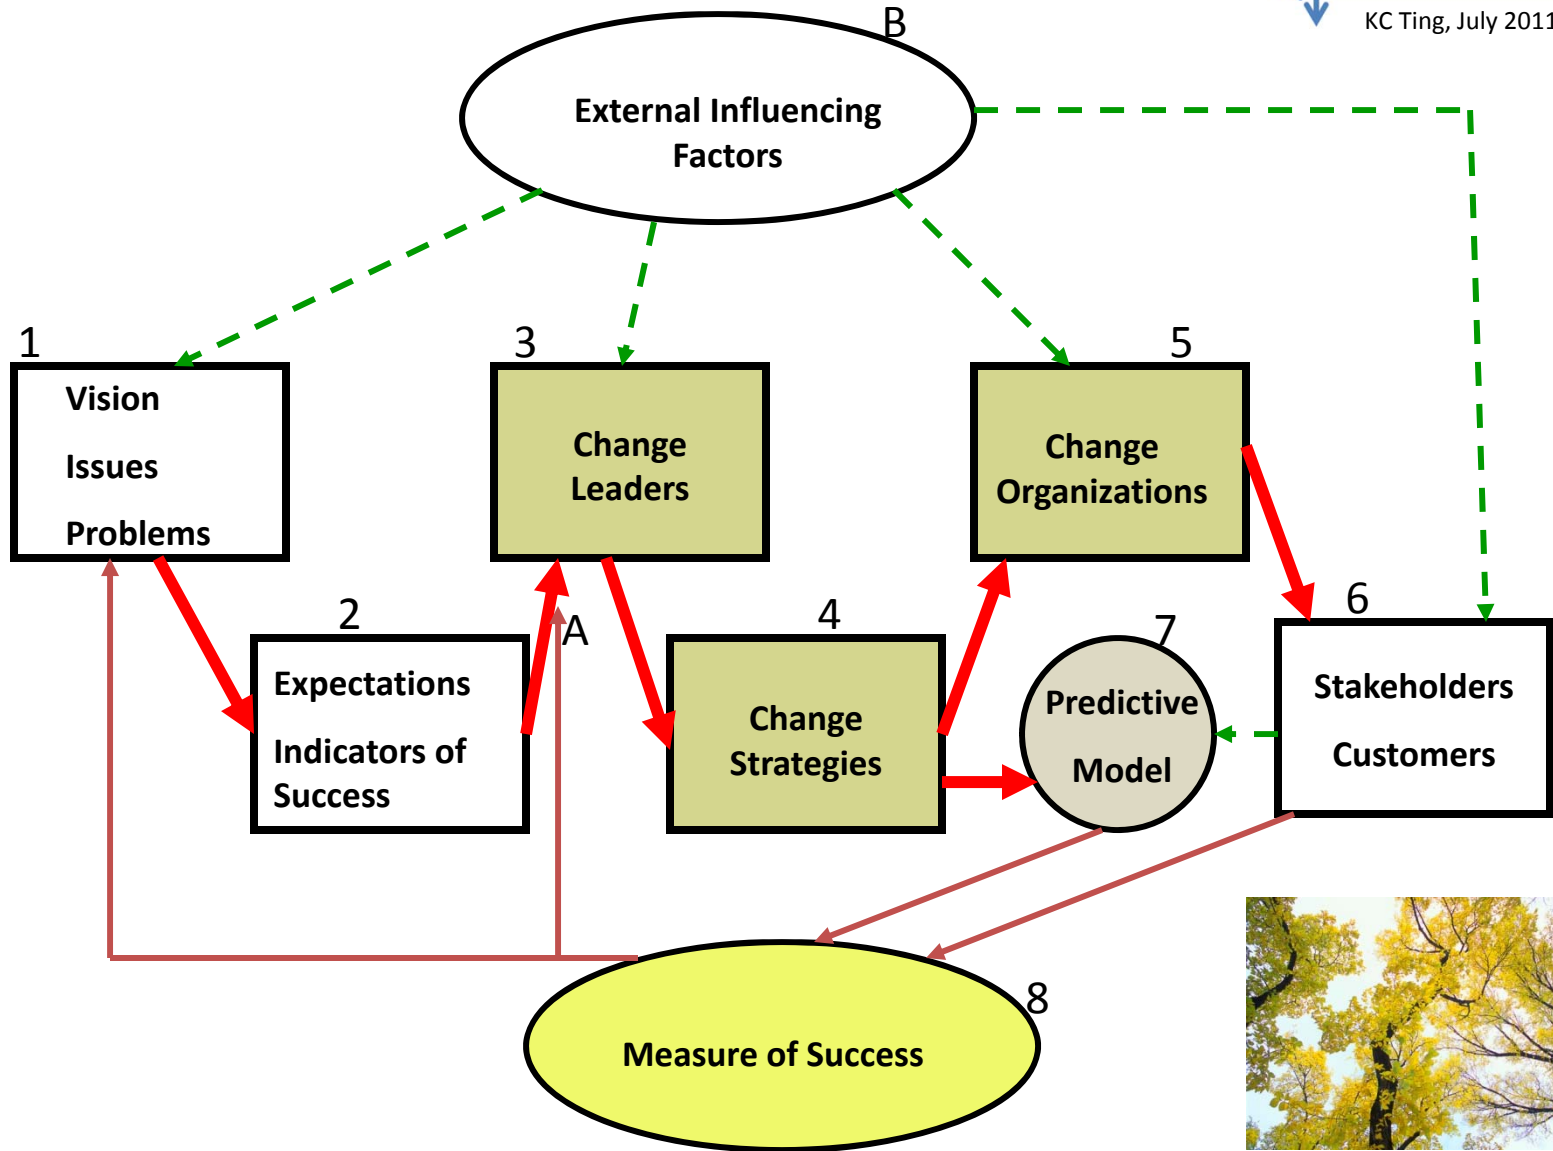 B
KC Ting, July 2011
External Influencing
Factors
1
3
5
Vision
Issues
Problems
Change
Leaders
Change
Organizations
2
A
4
7
6
Expectations
Indicators of
Success
Change
Strategies
Predictive
Model
Stakeholders
Customers
8
Measure of Success